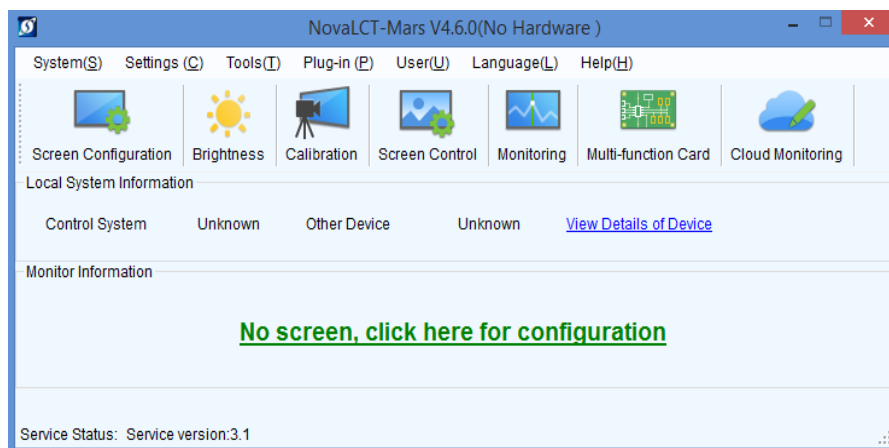 NovaLCT-Mars V4.6.0(No Hardware )
System(S) Settings (C) Tools(T) Plug-in (P) User(U) Language(L) Help(H)
Screen Configuration Brightness Calibration Screen Control Monitoring Multi-function Card Cloud Monitoring
Local System Information
Control System Unknown Other Device Unknown View Details of Device
Monitor Information
No screen, click here for configuration
Service Status: Service version:3.1